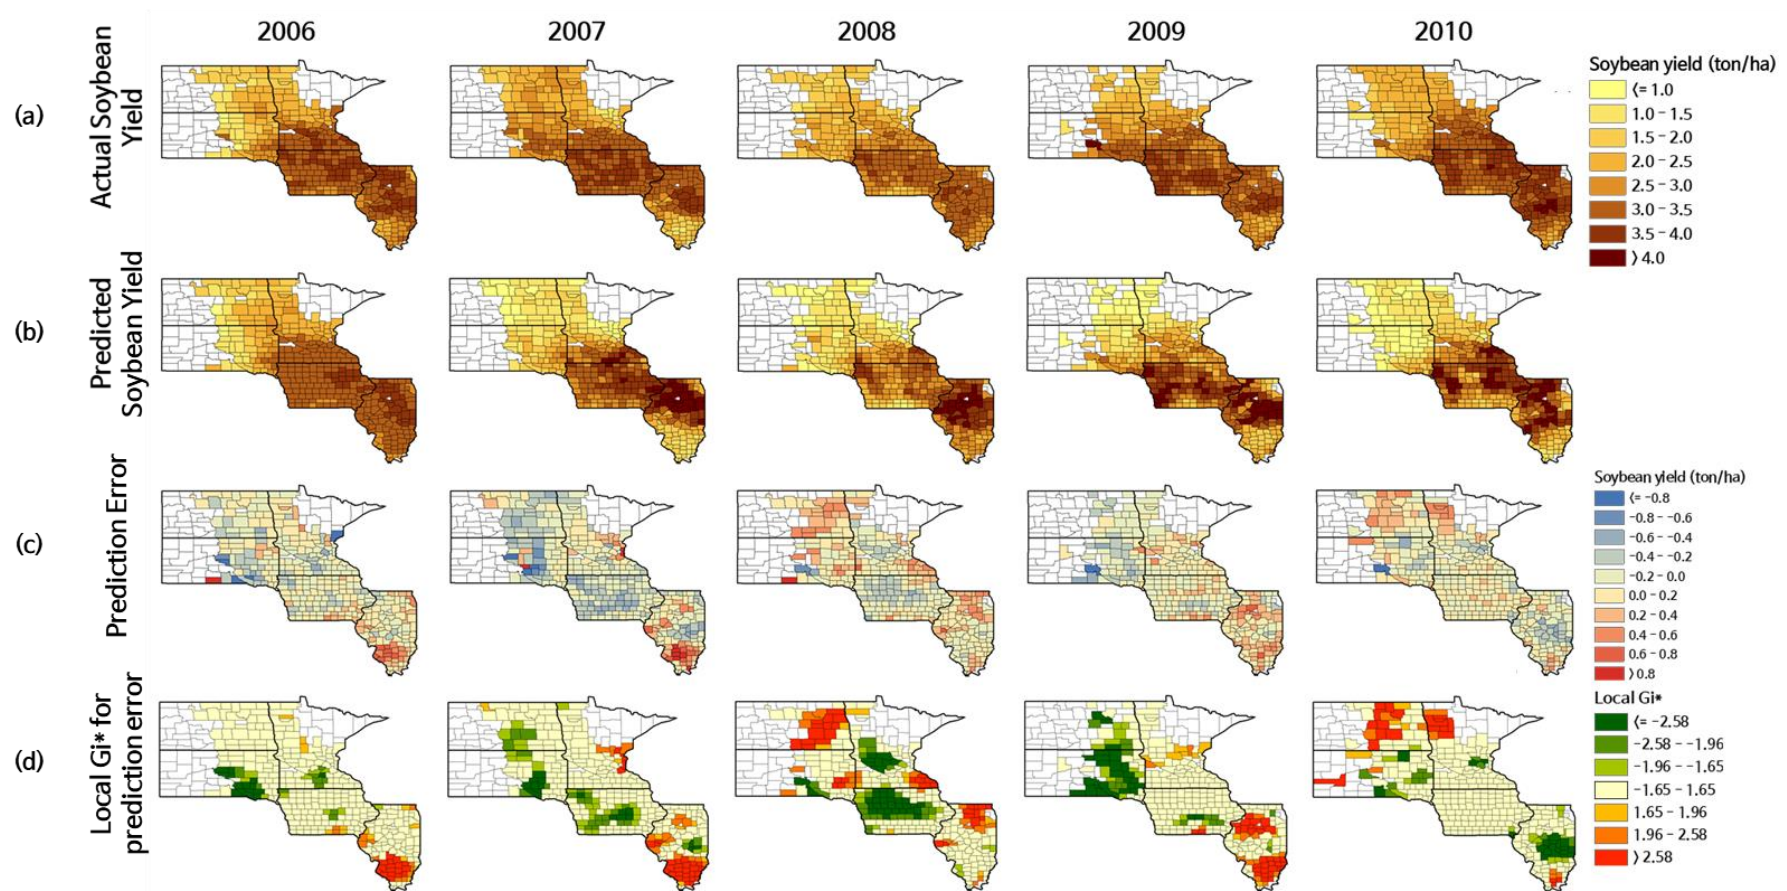 2006 2007 2008 2009 2010
(a)
Actual Soybean
Yield
Soybean yield (ton/ha)
⟨= 1.0
1.0 – 1.5
1.5 – 2.0
2.0 – 2.5
2.5 – 3.0
3.0 – 3.5
3.5 – 4.0
⟩ 4.0
(b)
Predicted
Soybean Yield
(c)
Prediction Error
Soybean yield (ton/ha)
⟨= -0.8
-0.8 – -0.6
-0.6 – -0.4
-0.4 – -0.2
-0.2 – 0.0
0.0 – 0.2
0.2 – 0.4
0.4 – 0.6
0.6 – 0.8
⟩ 0.8
(d)
Local Gi* for
prediction error
Local Gi*
⟨= -2.58
-2.58 – -1.96
-1.96 – -1.65
-1.65 – 1.65
1.65 – 1.96
1.96 – 2.58
⟩ 2.58